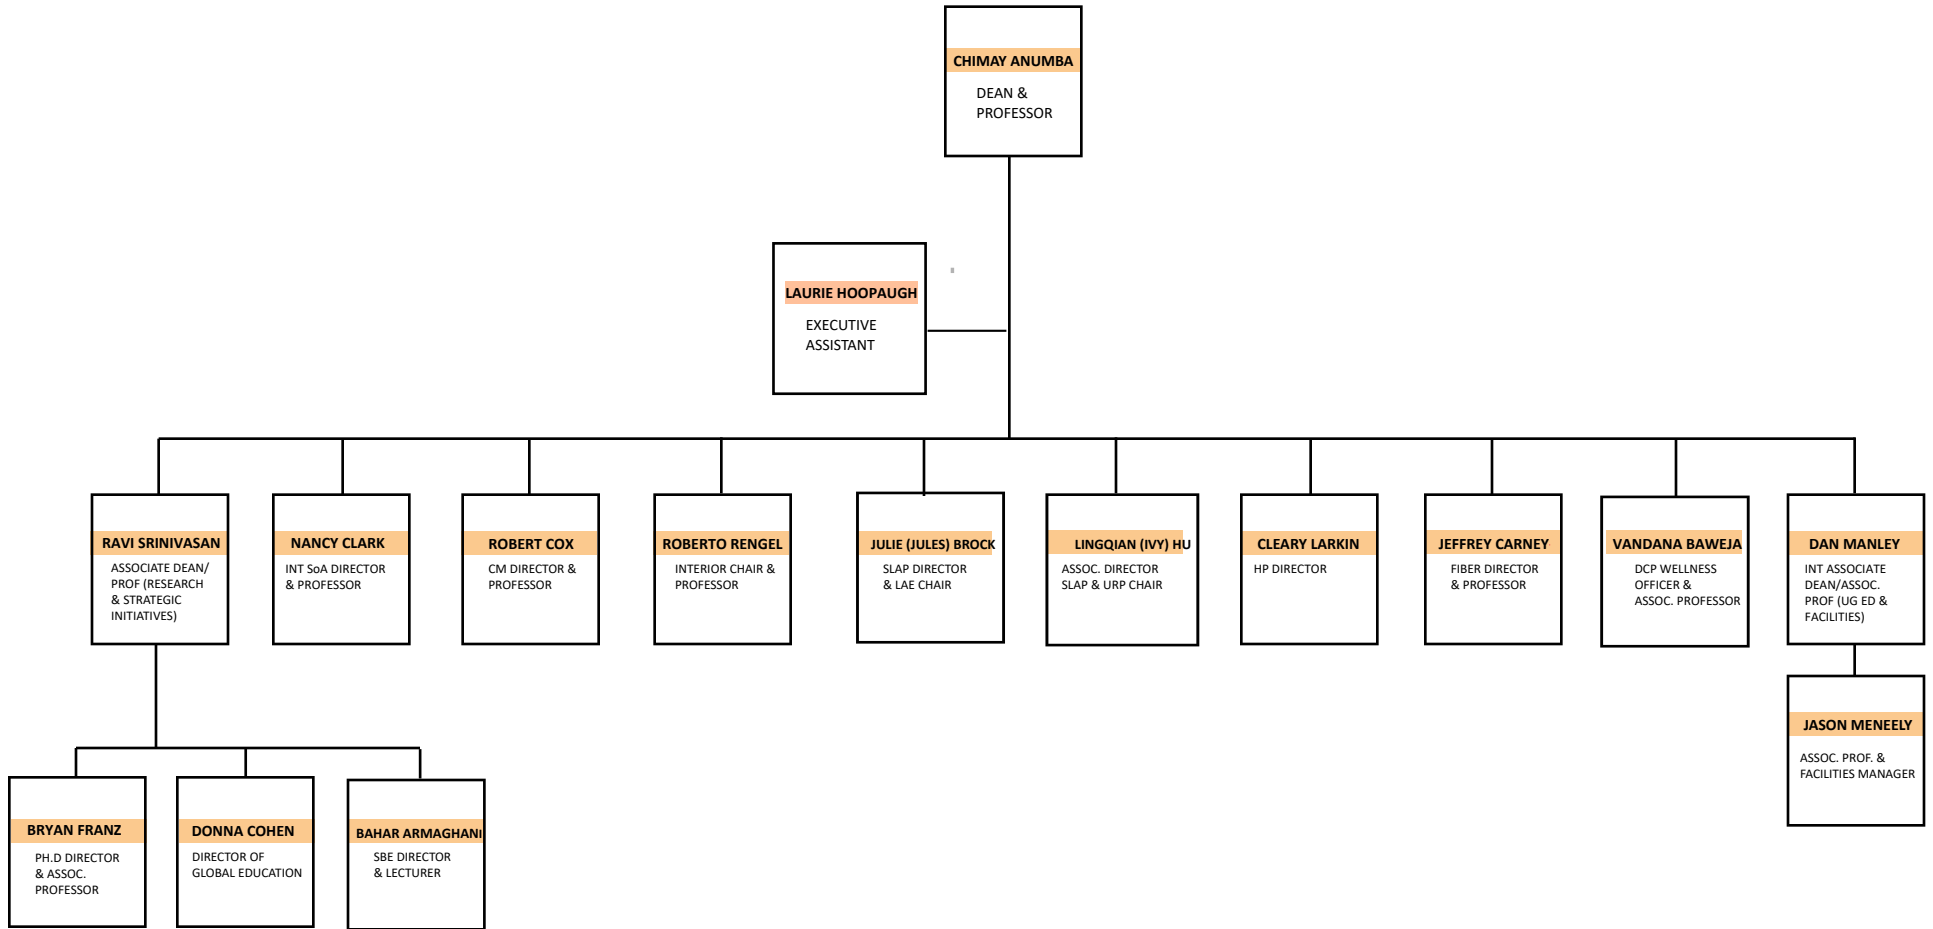 CHIMAY ANUMBA
DEAN &
PROFESSOR
LAURIE HOOPAUGH
EXECUTIVE
ASSISTANT
RAVI SRINIVASAN
ASSOCIATE DEAN/
PROF (RESEARCH
& STRATEGIC
INITIATIVES)
NANCY CLARK
INT SoA DIRECTOR
& PROFESSOR
ROBERT COX
CM DIRECTOR &
PROFESSOR
ROBERTO RENGEL
INTERIOR CHAIR &
PROFESSOR
JULIE (JULES) BROCK
SLAP DIRECTOR
& LAE CHAIR
LINGQIAN (IVY) HU
ASSOC. DIRECTOR
SLAP & URP CHAIR
CLEARY LARKIN
HP DIRECTOR
JEFFREY CARNEY
FIBER DIRECTOR
& PROFESSOR
VANDANA BAWEJA
DCP WELLNESS
OFFICER &
ASSOC. PROFESSOR
DAN MANLEY
INT ASSOCIATE
DEAN/ASSOC.
PROF (UG ED &
FACILITIES)
JASON MENEELY
ASSOC. PROF. &
FACILITIES MANAGER
BRYAN FRANZ
PH.D DIRECTOR
& ASSOC.
PROFESSOR
DONNA COHEN
DIRECTOR OF
GLOBAL EDUCATION
BAHAR ARMAGHANI
SBE DIRECTOR
& LECTURER